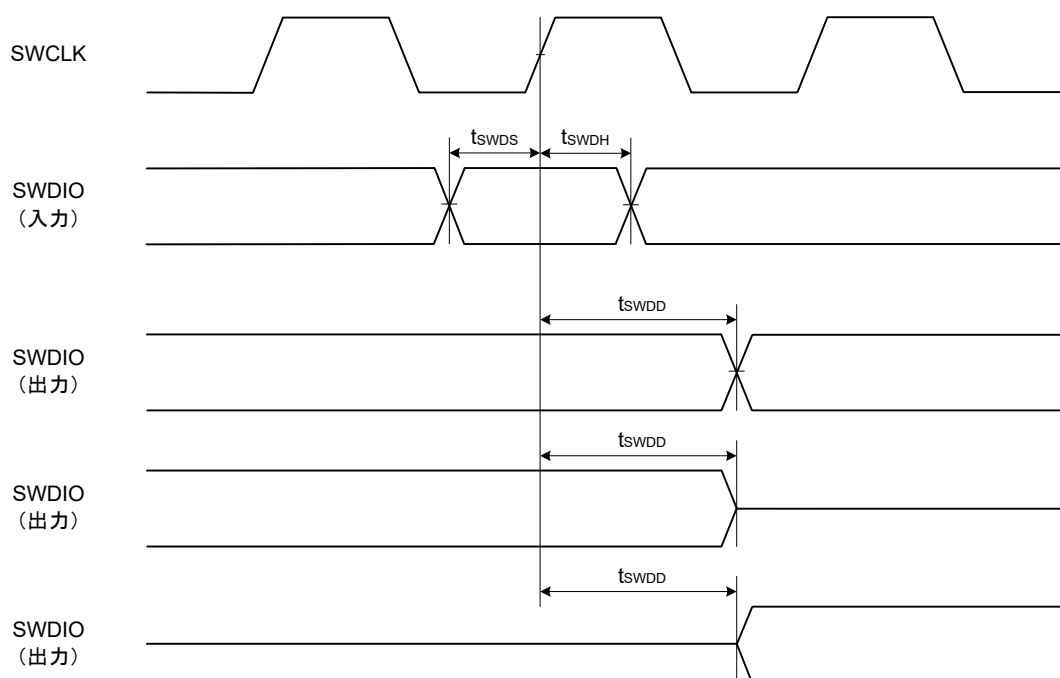 SWCLK
tSWDS
tSWDH
SWDIO
（入力）
tSWDD
SWDIO
（出力）
tSWDD
SWDIO
（出力）
tSWDD
SWDIO
（出力）